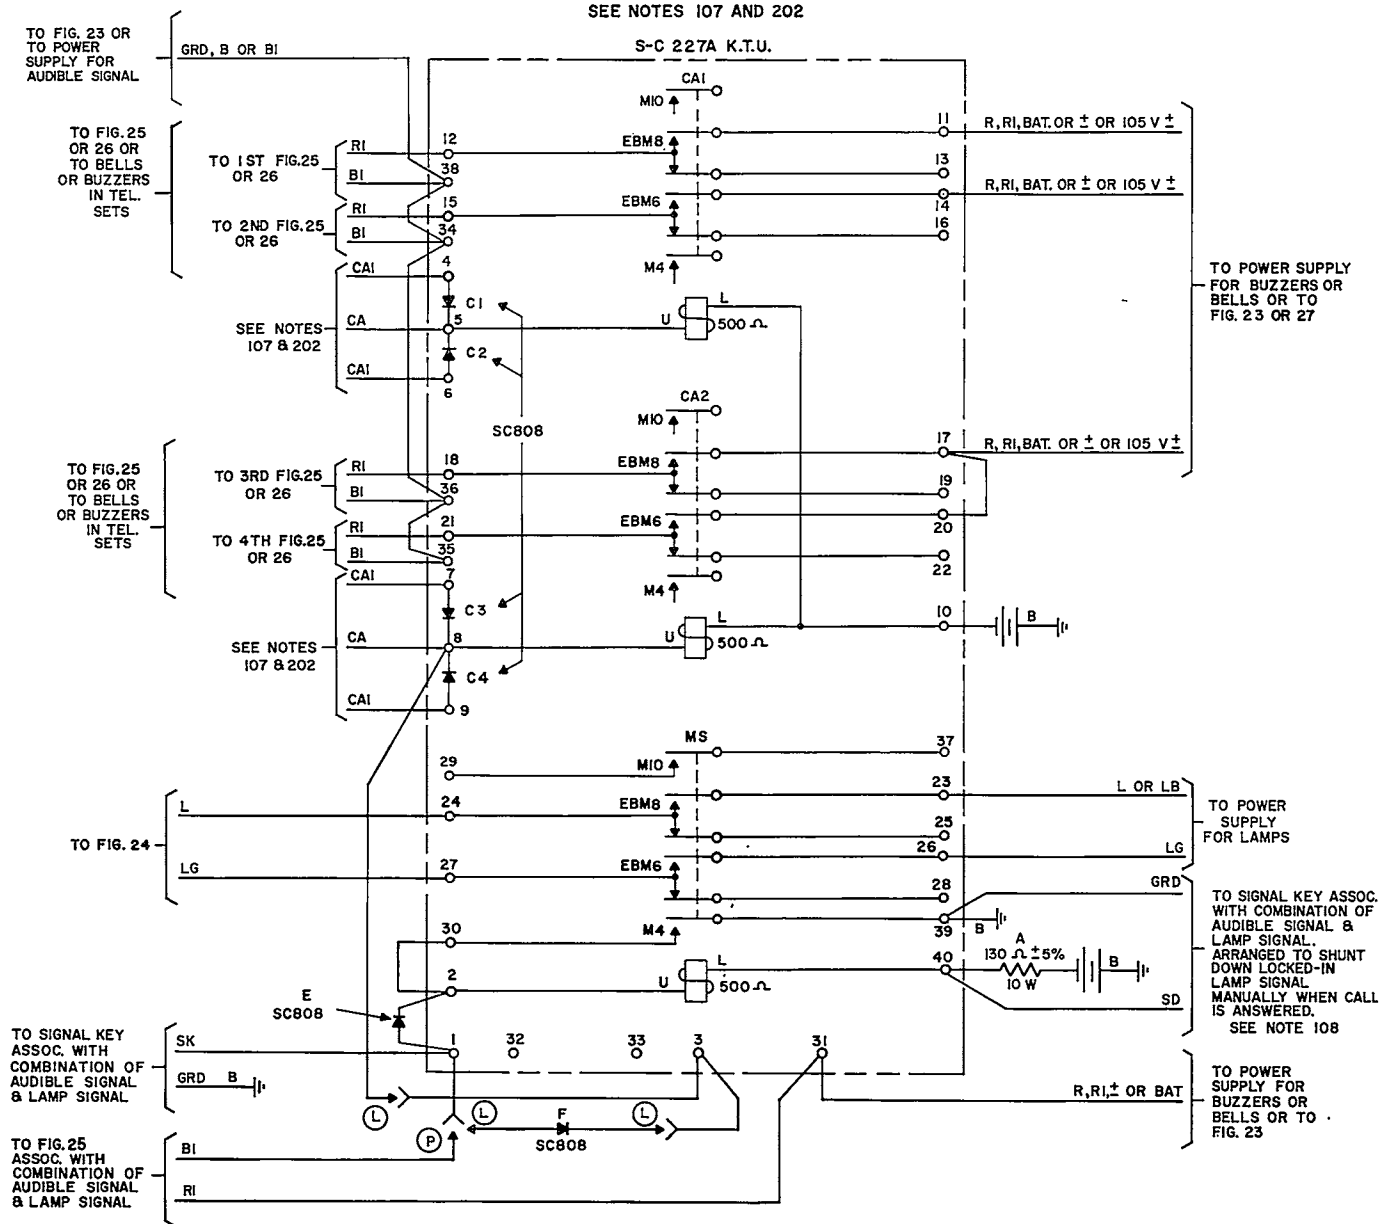 SEE NOTES 107 AND 202
S-C 227A K.T.U.
TO FIG. 23 OR
TO POWER
SUPPLY FOR
AUDIBLE SIGNAL
GRD, B OR B1
CA1
M10
11
R, R1, BAT. OR ± OR 105 V ±
TO FIG. 25
OR 26 OR
TO BELLS
OR BUZZERS
IN TEL.
SETS
TO 1ST FIG. 25
OR 26
R1
12
EBM8
B1
38
13
14
R, R1, BAT. OR ± OR 105 V ±
TO 2ND FIG. 25
OR 26
R1
15
EBM6
B1
34
16
M4
CA1
4
C1
SEE NOTES
107 & 202
CA
5
U
L
500 Ω
C2
CA1
6
SC808
TO POWER SUPPLY
FOR BUZZERS OR
BELLS OR TO
FIG. 23 OR 27
CA2
M10
17
R, R1, BAT. OR ± OR 105 V ±
TO FIG. 25
OR 26 OR
TO BELLS
OR BUZZERS
IN TEL.
SETS
TO 3RD FIG. 25
OR 26
R1
18
EBM8
B1
36
19
20
TO 4TH FIG. 25
OR 26
R1
21
EBM6
B1
35
22
M4
CA1
7
C3
SEE NOTES
107 & 202
CA
8
U
L
500 Ω
10
B
C4
CA1
9
MS
29
M10
37
TO FIG. 24
L
24
EBM8
23
L OR LB
25
TO POWER
SUPPLY
FOR LAMPS
LG
27
EBM6
26
LG
28
30
M4
39
B
GRD
TO SIGNAL KEY ASSOC.
WITH COMBINATION OF
AUDIBLE SIGNAL &
LAMP SIGNAL.
ARRANGED TO SHUNT
DOWN LOCKED-IN
LAMP SIGNAL
MANUALLY WHEN CALL
IS ANSWERED.
SEE NOTE 108
2
U
L
500 Ω
40
A
130 Ω ±5%
10 W
B
SD
E
SC808
TO SIGNAL KEY
ASSOC. WITH
COMBINATION OF
AUDIBLE SIGNAL
& LAMP SIGNAL
SK
GRD B
1
32
33
3
31
R, R1, ± OR BAT
TO POWER
SUPPLY FOR
BUZZERS OR
BELLS OR TO
FIG. 23
L
L
F
SC808
L
P
TO FIG. 25
ASSOC. WITH
COMBINATION OF
AUDIBLE SIGNAL
& LAMP SIGNAL
B1
R1